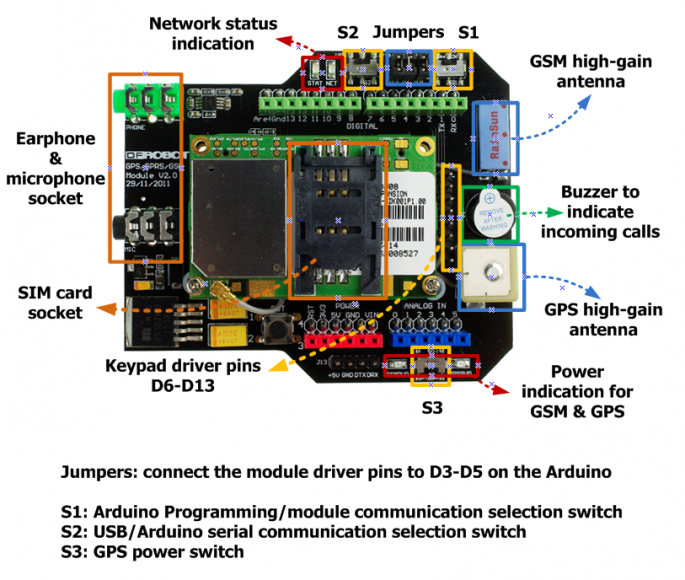 Network status
indication
S2
Jumpers
S1
GSM high-gain
antenna
STAT NET
Aref Gnd 13 12 11 10 9 8 7 6 5 4 3 2
DIGITAL
TX
RX
PHONE
RainSun
Earphone
&
microphone
socket
DFROBOT
GPS/GPRS/GSM
Module V2.0
29/11/2011
MIC
REMOVE
AFTER
WASHING
Buzzer to
indicate
incoming calls
SIM card
socket
GPS high-gain
antenna
RST 3V3 5V GND VIN
POWER
ANALOG IN
0 1 2 3 4 5
J13
+5V GND DTX DRX
Keypad driver pins
D6-D13
S3
Power
indication for
GSM & GPS
Jumpers: connect the module driver pins to D3-D5 on the Arduino
S1: Arduino Programming/module communication selection switch
S2: USB/Arduino serial communication selection switch
S3: GPS power switch